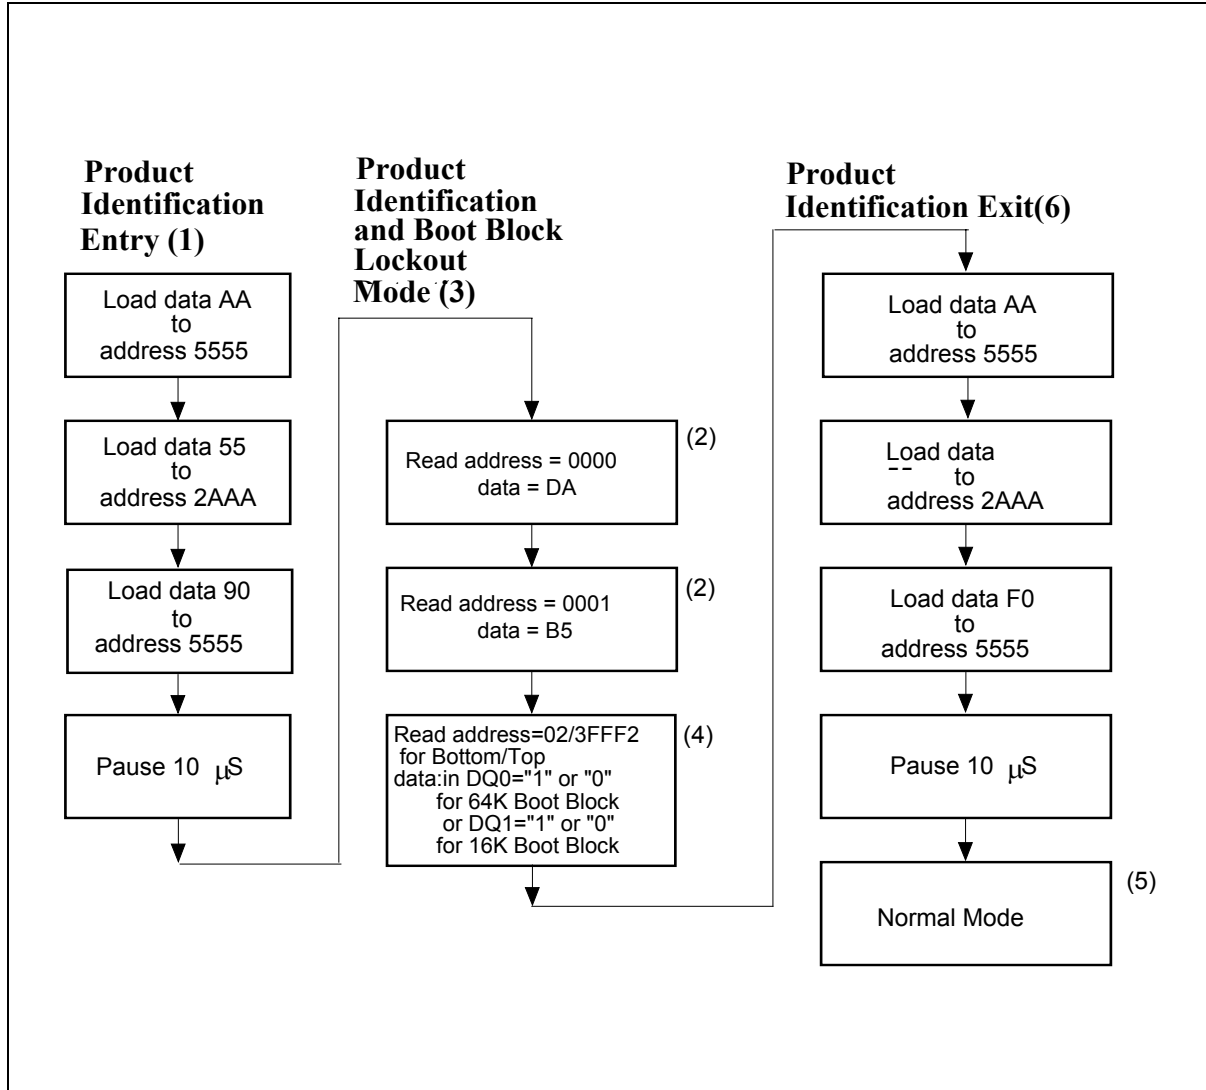 Product
Identification
Entry (1)
Load data AA
to
address 5555
Load data 55
to
address 2AAA
Load data 90
to
address 5555
Pause 10 μS
Product
Identification
and Boot Block
Lockout
Mode (3)
Read address = 0000
data = DA
(2)
Read address = 0001
data = B5
(2)
Read address=02/3FFF2
for Bottom/Top
data:in DQ0="1" or "0"
for 64K Boot Block
or DQ1="1" or "0"
for 16K Boot Block
(4)
Product
Identification Exit(6)
Load data AA
to
address 5555
Load data
to
address 2AAA
Load data F0
to
address 5555
Pause 10 μS
Normal Mode
(5)